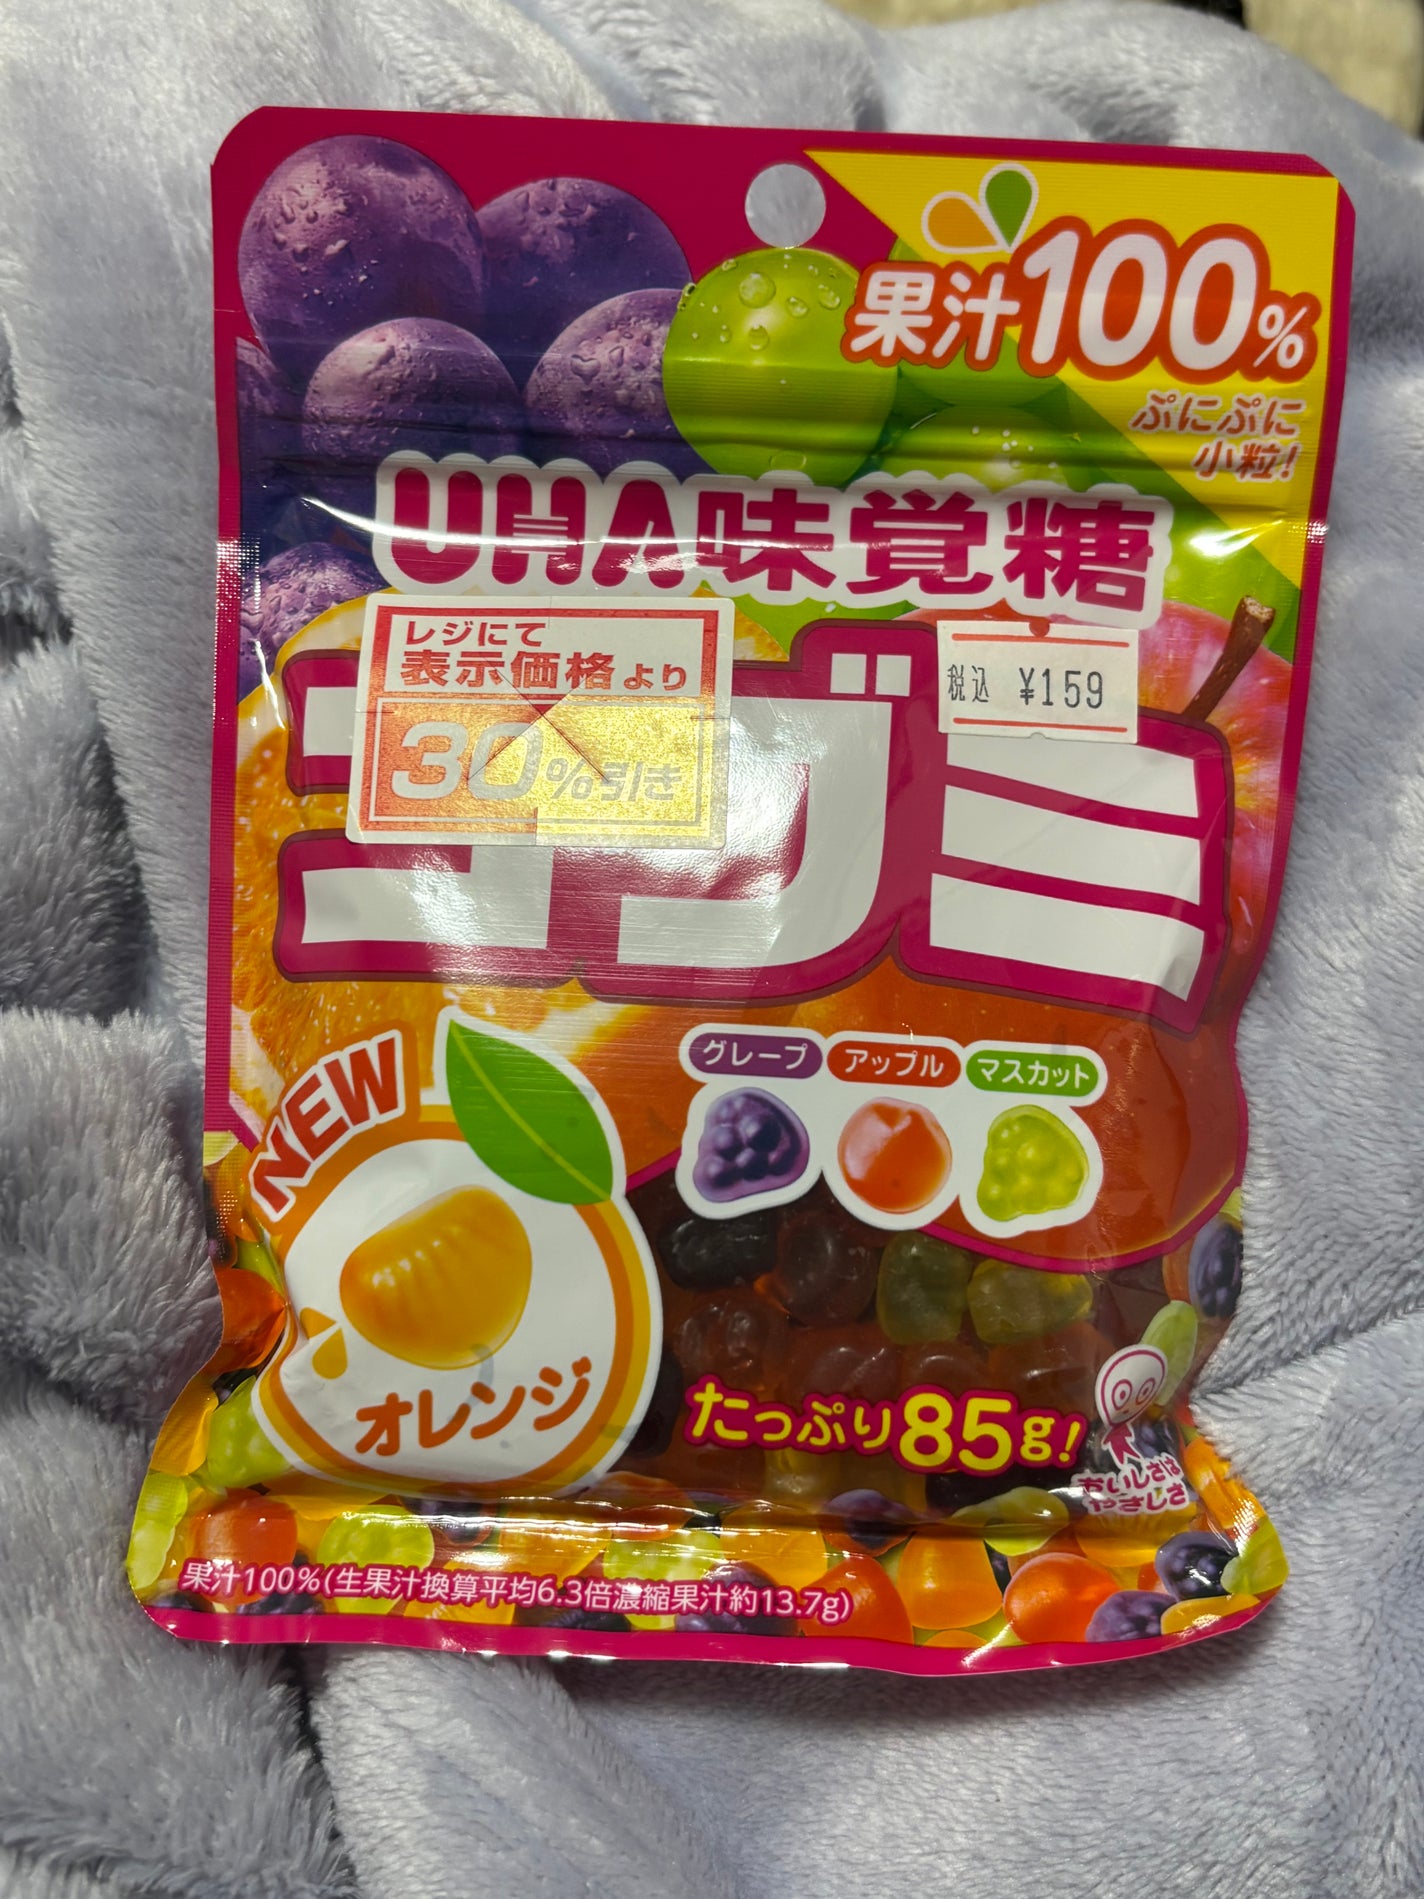 果汁100%
ぷにぷに
小粒!
UHA味覚糖
レジにて
表示価格より
30%引き
税込 ¥159
コグミ
NEW
グレープ アップル マスカット
オレンジ
たっぷり85g!
おいしさは
やさしさ
果汁100%(生果汁換算平均6.3倍濃縮果汁約13.7g)